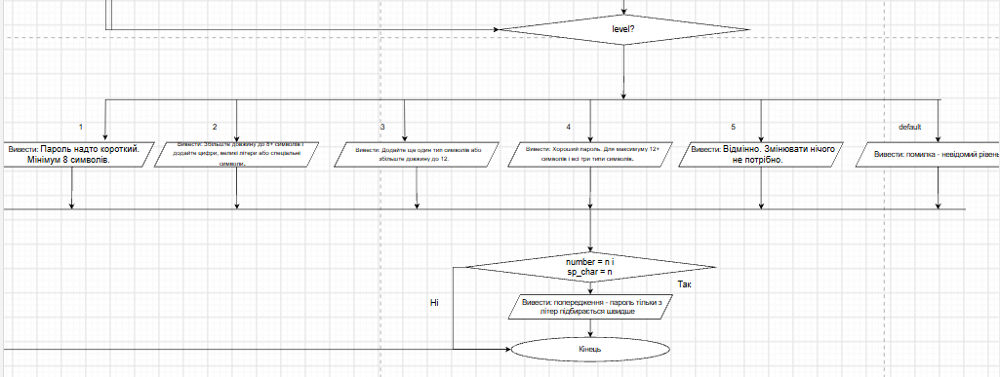 level?
1
2
3
4
5
default
Вивести: Пароль надто короткий.
Мінімум 8 символів.
Вивести: Збільште довжину до 8+ символів і
додайте цифри, великі літери або спеціальні
символи.
Вивести: Додайте ще один тип символів або
збільште довжину до 12.
Вивести: Хороший пароль. Для максимуму 12+
символів і всі три типи символів.
Вивести: Відмінно. Змінювати нічого
не потрібно.
Вивести: помилка - невідомий рівень
number = n і
sp_char = n
Так
Ні
Вивести: попередження - пароль тільки з
літер підбирається швидше
Кінець